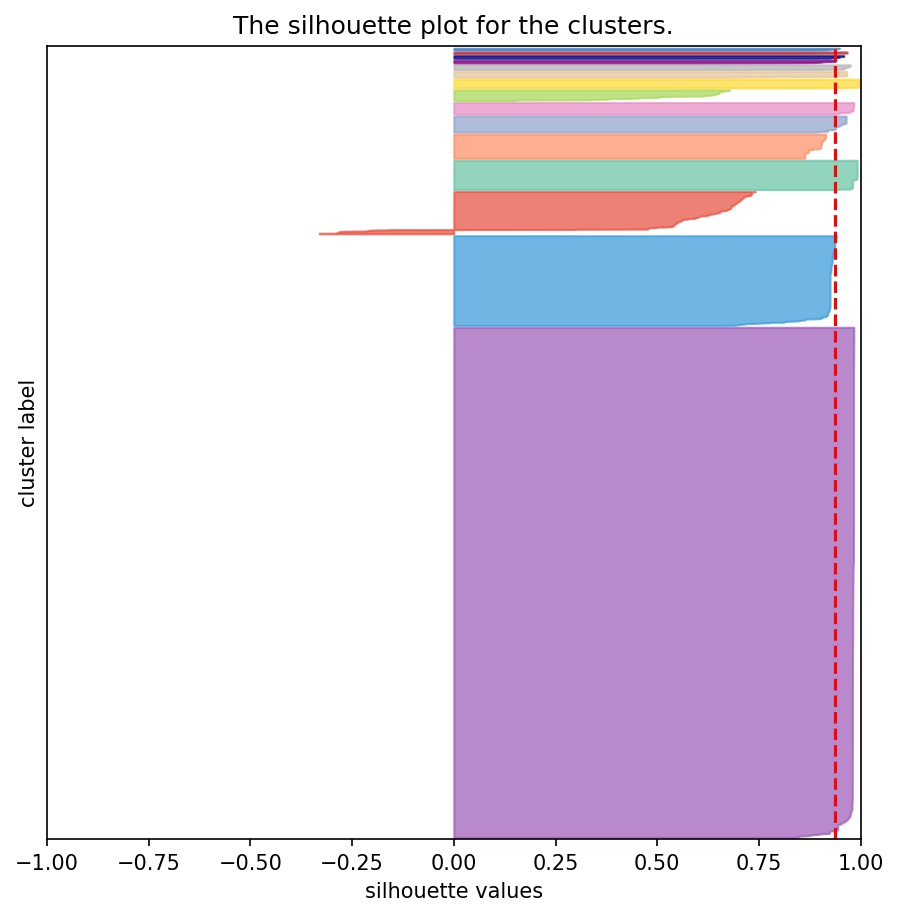 The silhouette plot for the clusters.
cluster label
−1.00 −0.75 −0.50 −0.25 0.00 0.25 0.50 0.75 1.00
silhouette values